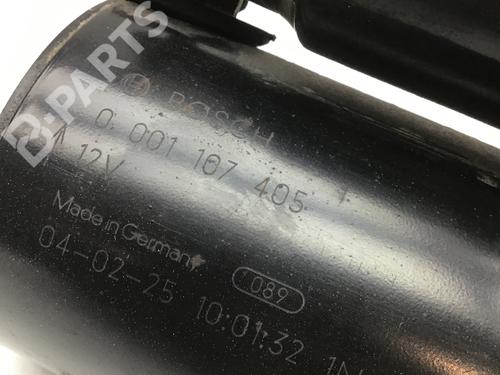 B-PARTS
BOSCH
0 001 107 405
12V
Made in Germany
089
04-02-25 10:01:32